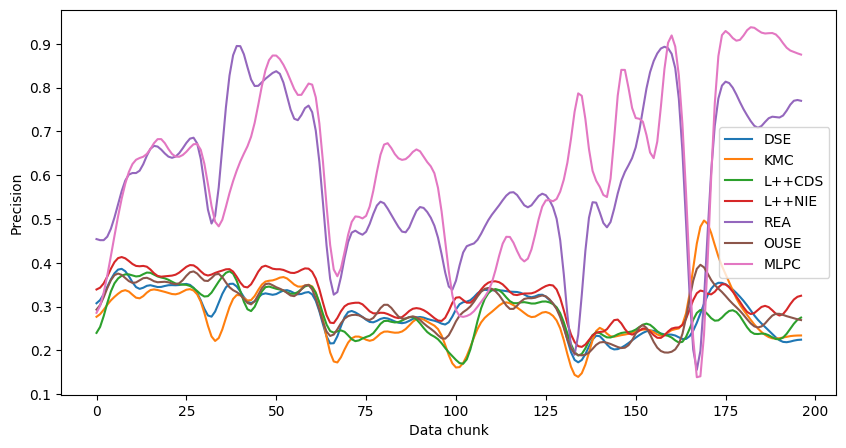 0.9
0.8
0.7
0.6
0.5
0.4
0.3
0.2
0.1
Precision
0 25 50 75 100 125 150 175 200
Data chunk
DSE
KMC
L++CDS
L++NIE
REA
OUSE
MLPC